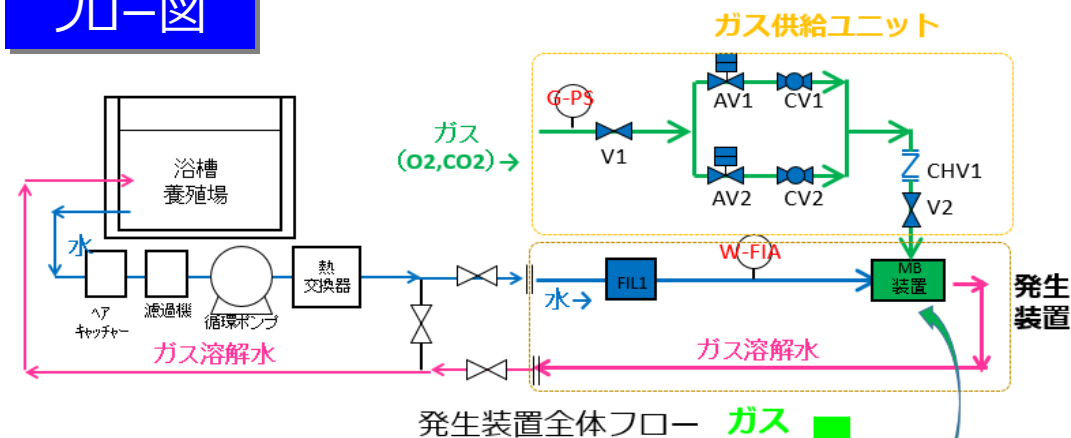 フロー図
ガス供給ユニット
G-PS
AV1
CV1
ガス
(O2,CO2)→
V1
CHV1
AV2
CV2
V2
浴槽
養殖場
水
W-FIA
熱
交換器
FIL1
MB
装置
発生
装置
水→
ヘア
キャッチャー
濾過機
循環ポンプ
ガス溶解水
ガス溶解水
発生装置全体フロー
ガス